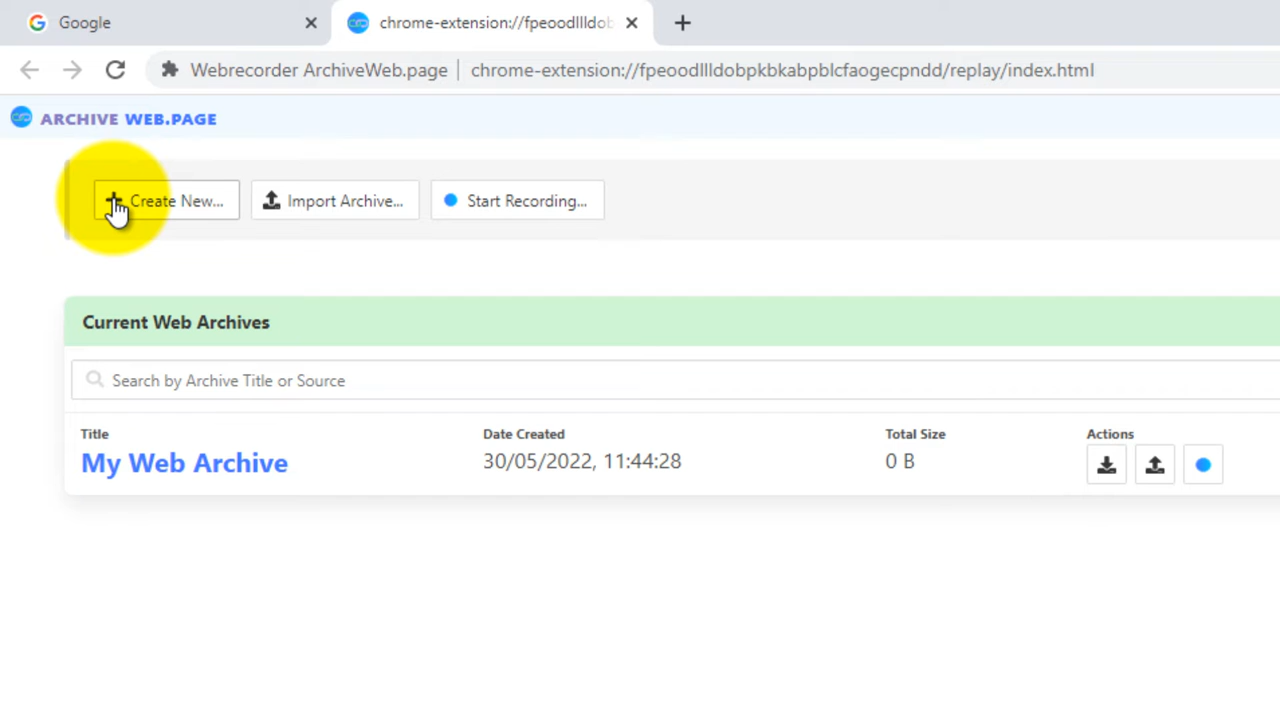 Google
chrome-extension://fpeoodllldob
Webrecorder ArchiveWeb.page
chrome-extension://fpeoodllldobpkbkabpblcfaogecpndd/replay/index.html
ARCHIVE WEB.PAGE
Create New...
Import Archive...
Start Recording...
Current Web Archives
Search by Archive Title or Source
Title
Date Created
Total Size
Actions
My Web Archive
30/05/2022, 11:44:28
0 B